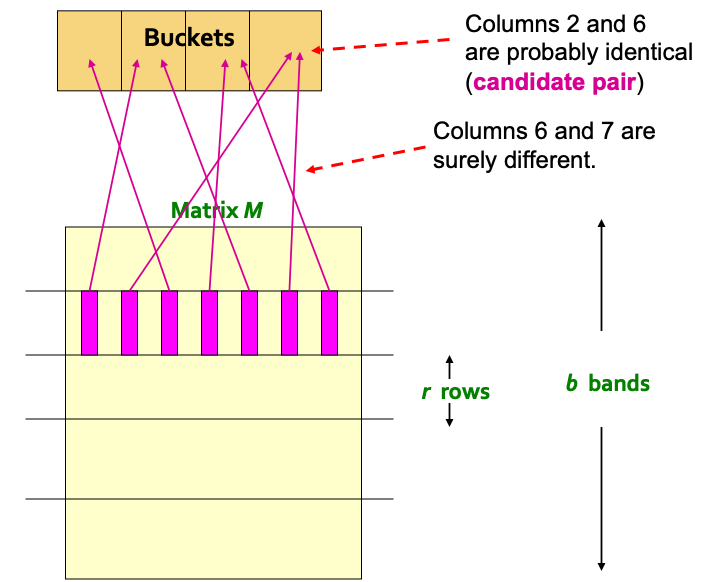 Buckets
Columns 2 and 6
are probably identical
(candidate pair)
Columns 6 and 7 are
surely different.
Matrix M
r rows
b bands